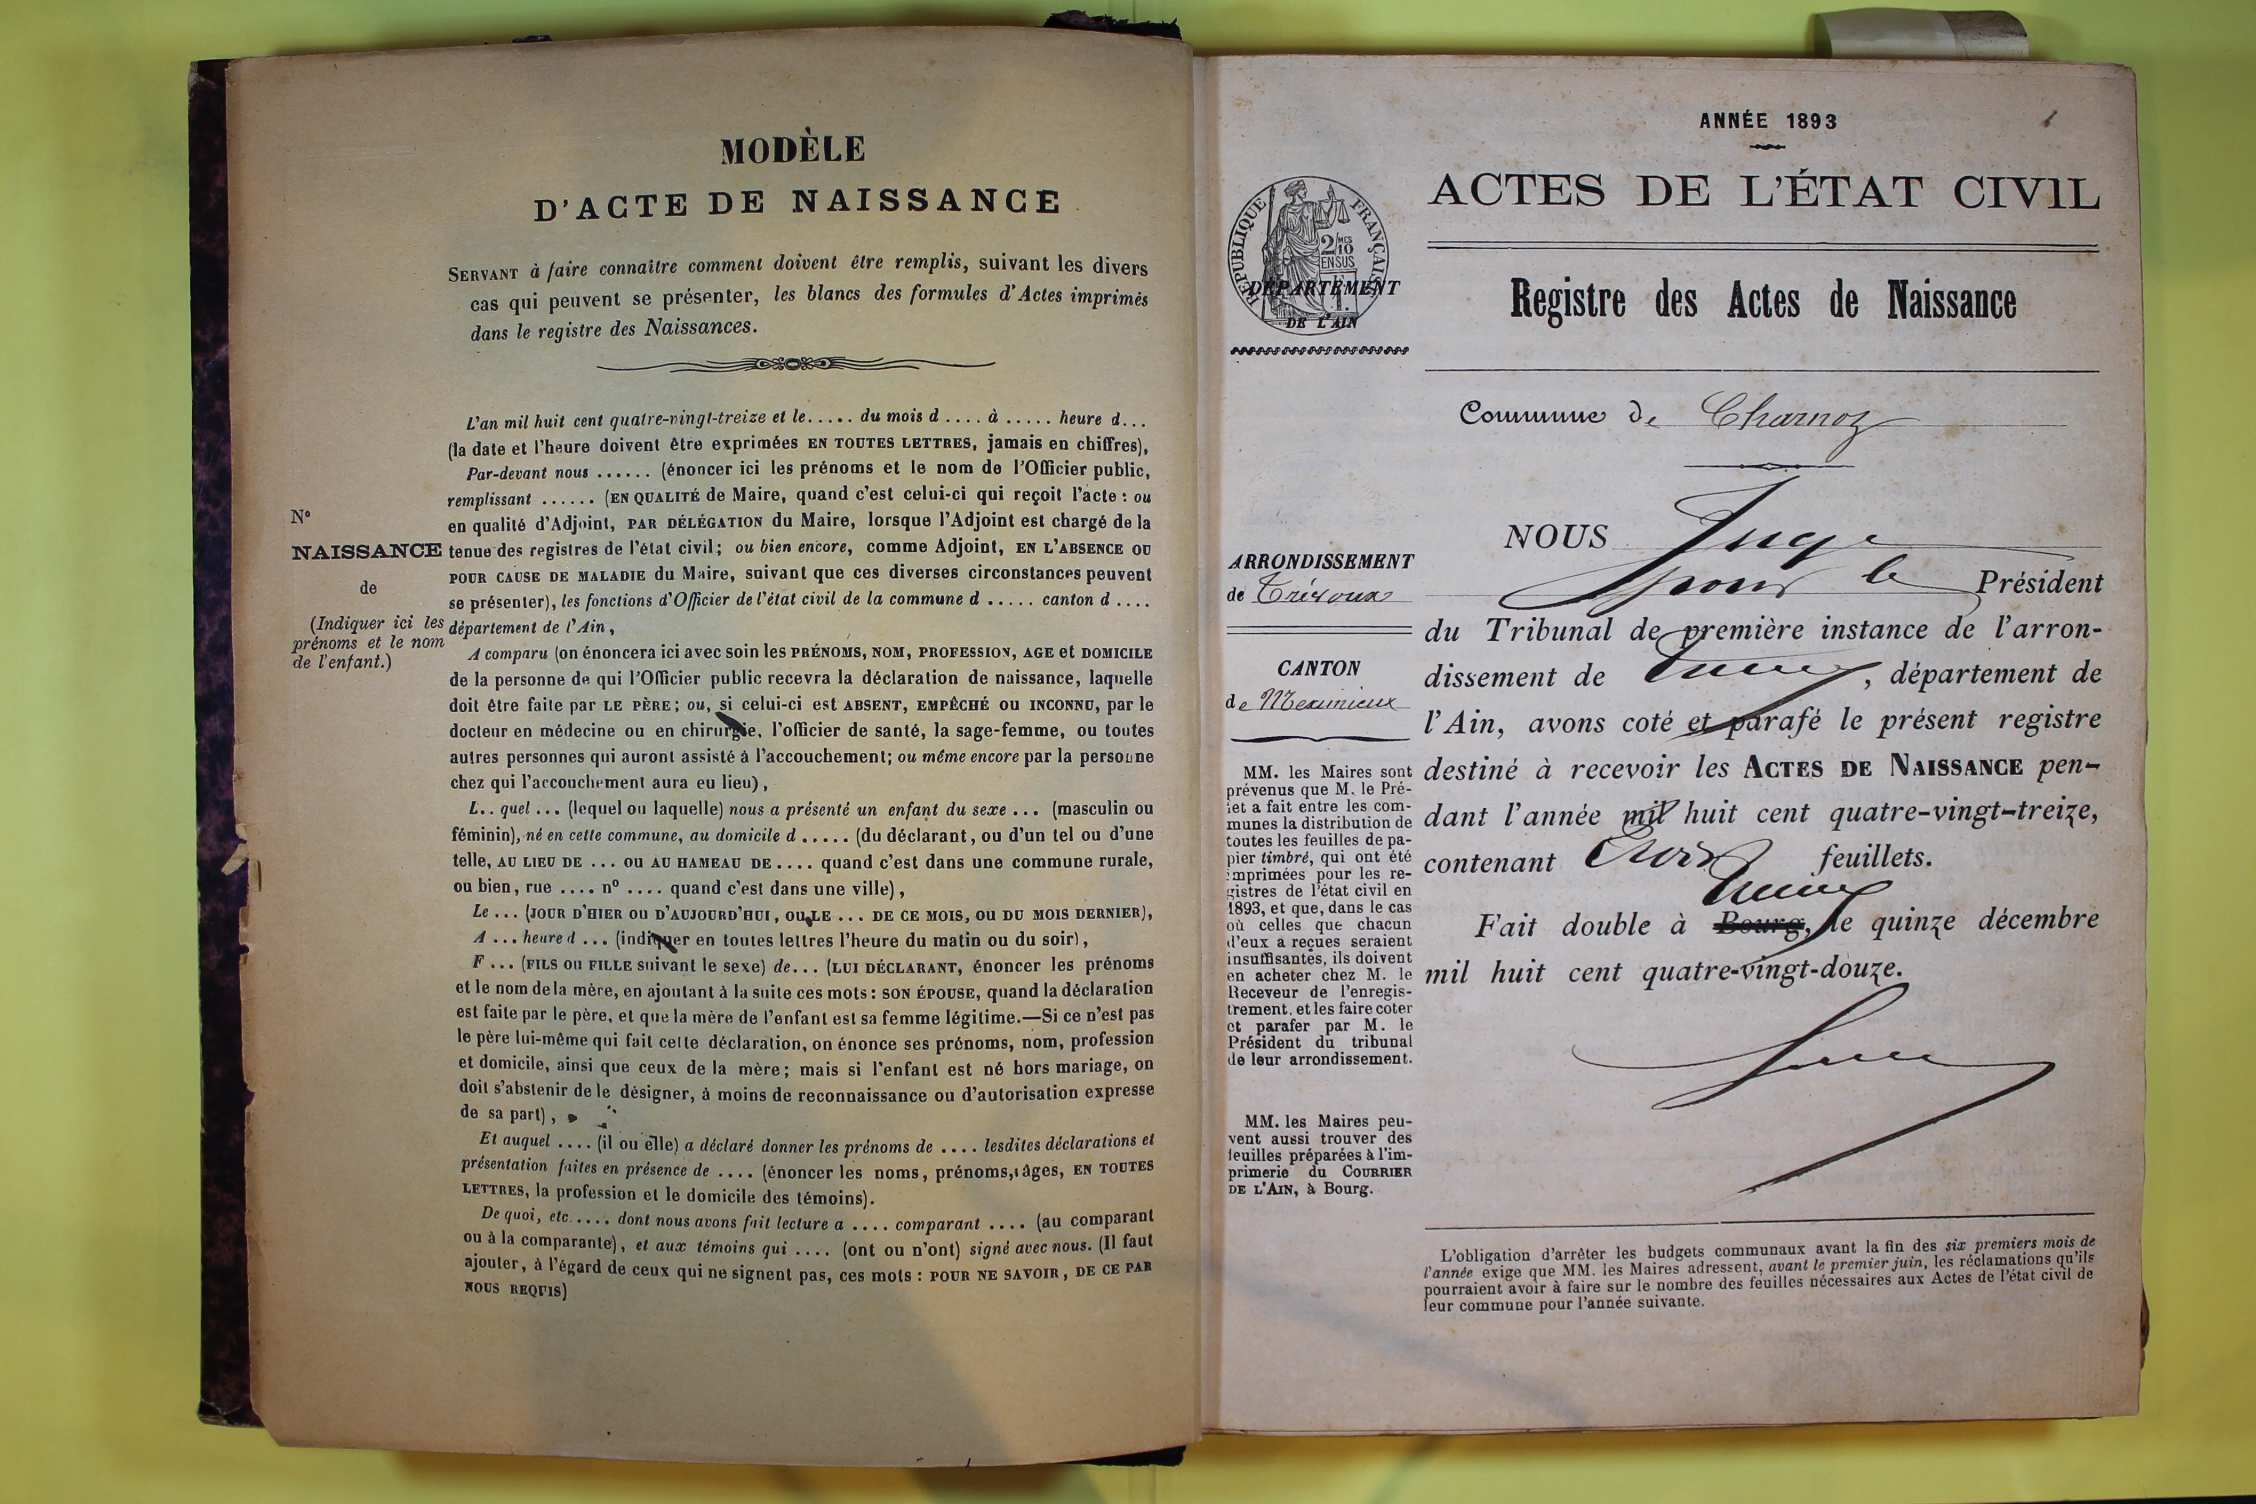 MODÈLE
D'ACTE DE NAISSANCE
SERVANT à faire connaître comment doivent être remplis, suivant les divers
cas qui peuvent se présenter, les blancs des formules d'Actes imprimés
dans le registre des Naissances.
L'an mil huit cent quatre-vingt-treize et le..... du mois d .... à ..... heure d...
(la date et l'heure doivent être exprimées EN TOUTES LETTRES, jamais en chiffres),
Par-devant nous ...... (énoncer ici les prénoms et le nom de l'Officier public,
remplissant ...... (EN QUALITÉ de Maire, quand c'est celui-ci qui reçoit l'acte : ou
en qualité d'Adjoint, PAR DÉLÉGATION du Maire, lorsque l'Adjoint est chargé de la
tenue des registres de l'état civil; ou bien encore, comme Adjoint, EN L'ABSENCE OU
POUR CAUSE DE MALADIE du Maire, suivant que ces diverses circonstances peuvent
se présenter), les fonctions d'Officier de l'état civil de la commune d ..... canton d ....
département de l'Ain,
N°
NAISSANCE
de
(Indiquer ici les
prénoms et le nom
de l'enfant.)
A comparu (on énoncera ici avec soin les PRÉNOMS, NOM, PROFESSION, AGE et DOMICILE
de la personne de qui l'Officier public recevra la déclaration de naissance, laquelle
doit être faite par LE PÈRE; ou, si celui-ci est ABSENT, EMPÊCHÉ OU INCONNU, par le
docteur en médecine ou en chirurgie, l'officier de santé, la sage-femme, ou toutes
autres personnes qui auront assisté à l'accouchement; ou même encore par la personne
chez qui l'accouchement aura eu lieu),
L.. quel ... (lequel ou laquelle) nous a présenté un enfant du sexe ... (masculin ou
féminin), né en cette commune, au domicile d ..... (du déclarant, ou d'un tel ou d'une
telle, AU LIEU DE ... OU AU HAMEAU DE .... quand c'est dans une commune rurale,
ou bien, rue .... n° .... quand c'est dans une ville),
Le ... (JOUR D'HIER OU D'AUJOURD'HUI, OU LE ... DE CE MOIS, OU DU MOIS DERNIER),
A ... heure d ... (indiquer en toutes lettres l'heure du matin ou du soir),
F ... (FILS OU FILLE suivant le sexe) de... (LUI DÉCLARANT, énoncer les prénoms
et le nom de la mère, en ajoutant à la suite ces mots : SON ÉPOUSE, quand la déclaration
est faite par le père, et que la mère de l'enfant est sa femme légitime.—Si ce n'est pas
le père lui-même qui fait cette déclaration, on énonce ses prénoms, nom, profession
et domicile, ainsi que ceux de la mère; mais si l'enfant est né hors mariage, on
doit s'abstenir de le désigner, à moins de reconnaissance ou d'autorisation expresse
de sa part),
Et auquel .... (il ou elle) a déclaré donner les prénoms de .... lesdites déclarations et
présentation faites en présence de .... (énoncer les noms, prénoms, âges, EN TOUTES
LETTRES, la profession et le domicile des témoins).
De quoi, etc..... dont nous avons fait lecture a .... comparant .... (au comparant
ou à la comparante), et aux témoins qui .... (ont ou n'ont) signé avec nous. (Il faut
ajouter, à l'égard de ceux qui ne signent pas, ces mots : POUR NE SAVOIR, DE CE PAR
NOUS REQUIS)
ANNÉE 1893
1
ACTES DE L'ÉTAT CIVIL
RÉPUBLIQUE FRANÇAISE
2/10 MES
EN SUS
DÉPARTEMENT
DE L'AIN
Registre des Actes de Naissance
Commune de Charnoz
ARRONDISSEMENT
de Trévoux
CANTON
de Meximieux
MM. les Maires sont
prévenus que M. le Pré-
fet a fait entre les com-
munes la distribution de
toutes les feuilles de pa-
pier timbré, qui ont été
imprimées pour les re-
gistres de l'état civil en
1893, et que, dans le cas
où celles que chacun
d'eux a reçues seraient
insuffisantes, ils doivent
en acheter chez M. le
Receveur de l'enregis-
trement, et les faire coter
et parafer par M. le
Président du tribunal
de leur arrondissement.
MM. les Maires peu-
vent aussi trouver des
feuilles préparées à l'im-
primerie du COURRIER
DE L'AIN, à Bourg.
NOUS Juge
pour le Président
du Tribunal de première instance de l'arron-
dissement de Trévoux, département de
l'Ain, avons coté et parafé le présent registre
destiné à recevoir les ACTES DE NAISSANCE pen-
dant l'année mil huit cent quatre-vingt-treize,
contenant trois feuillets.
Trévoux
Fait double à Bourg, le quinze décembre
mil huit cent quatre-vingt-douze.
L'obligation d'arrêter les budgets communaux avant la fin des six premiers mois de
l'année exige que MM. les Maires adressent, avant le premier juin, les réclamations qu'ils
pourraient avoir à faire sur le nombre des feuilles nécessaires aux Actes de l'état civil de
leur commune pour l'année suivante.